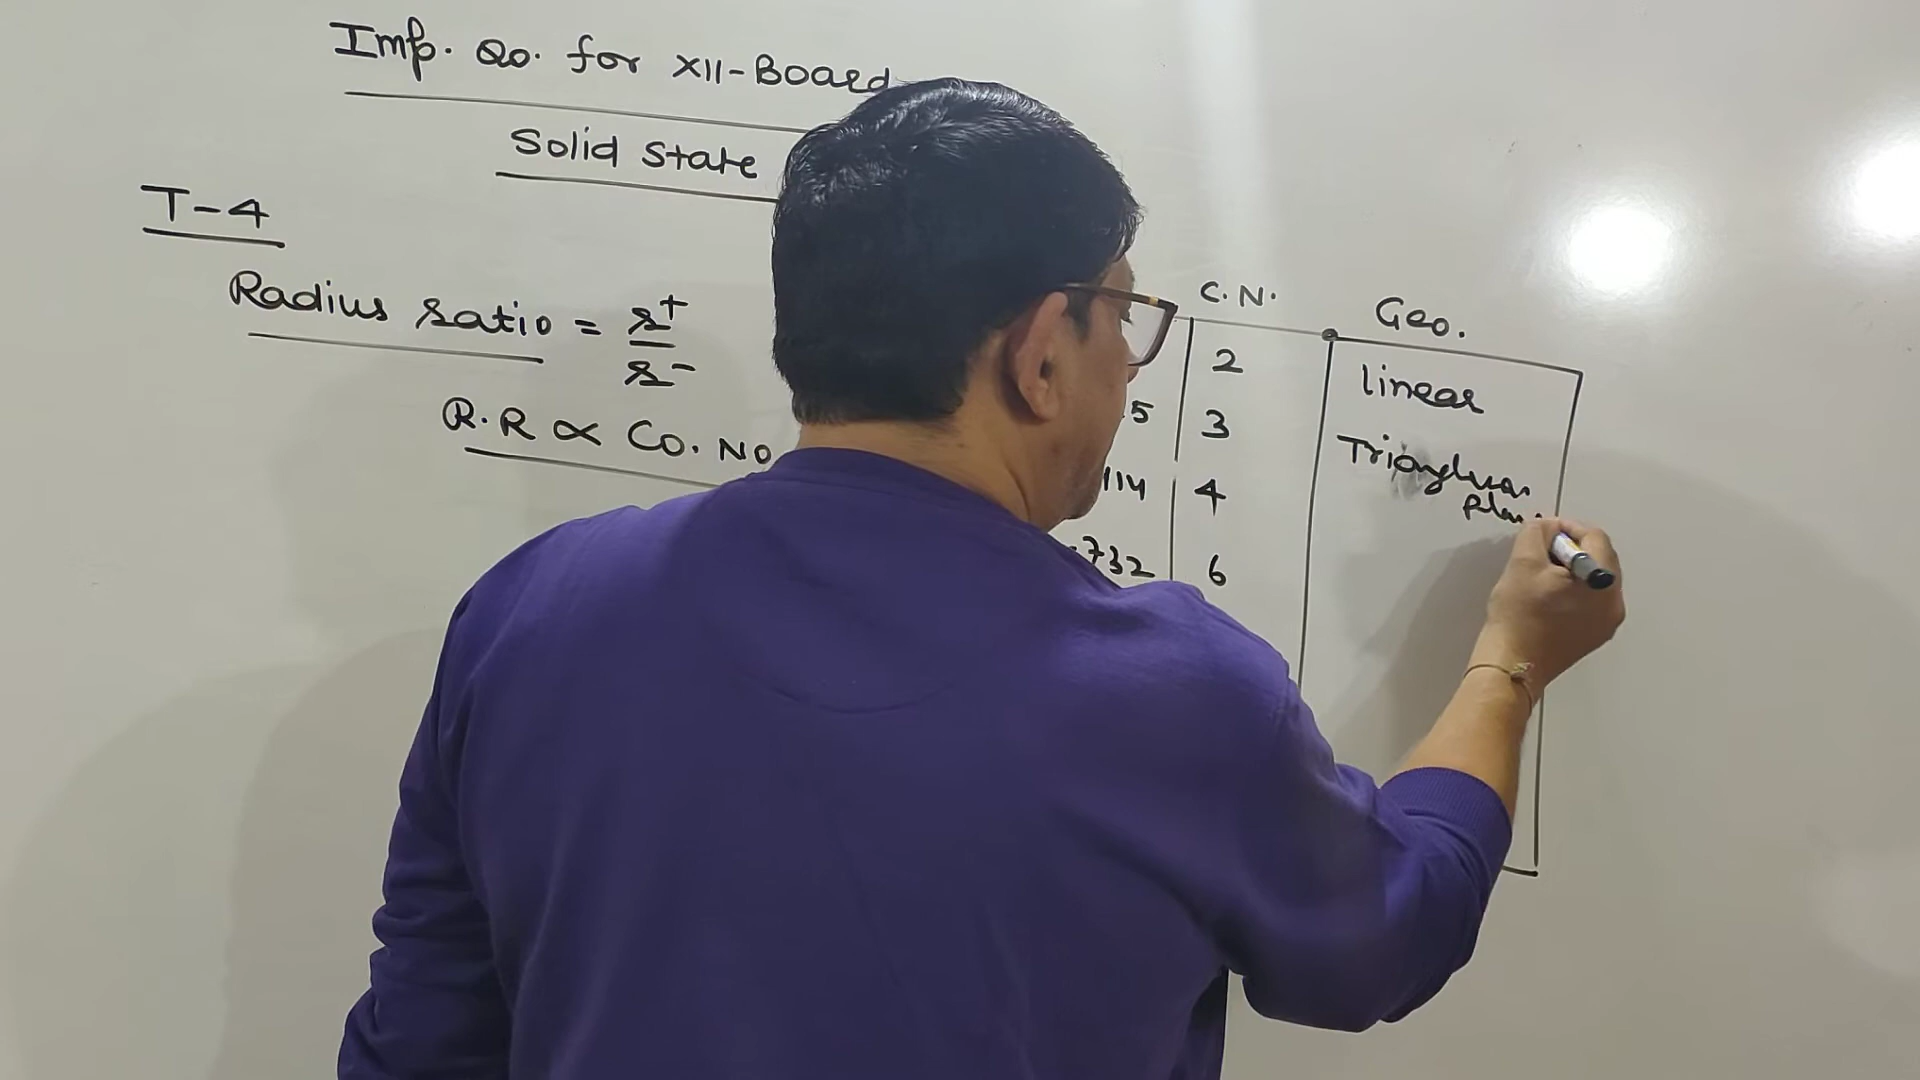 Imp. Qo. for XII-Board
Solid State
T-4
Radius ratio = r+
r-
R.R ∝ Co. No
C.N. Geo.
2 linear
5 3 Triangluar
114 4
.732 6